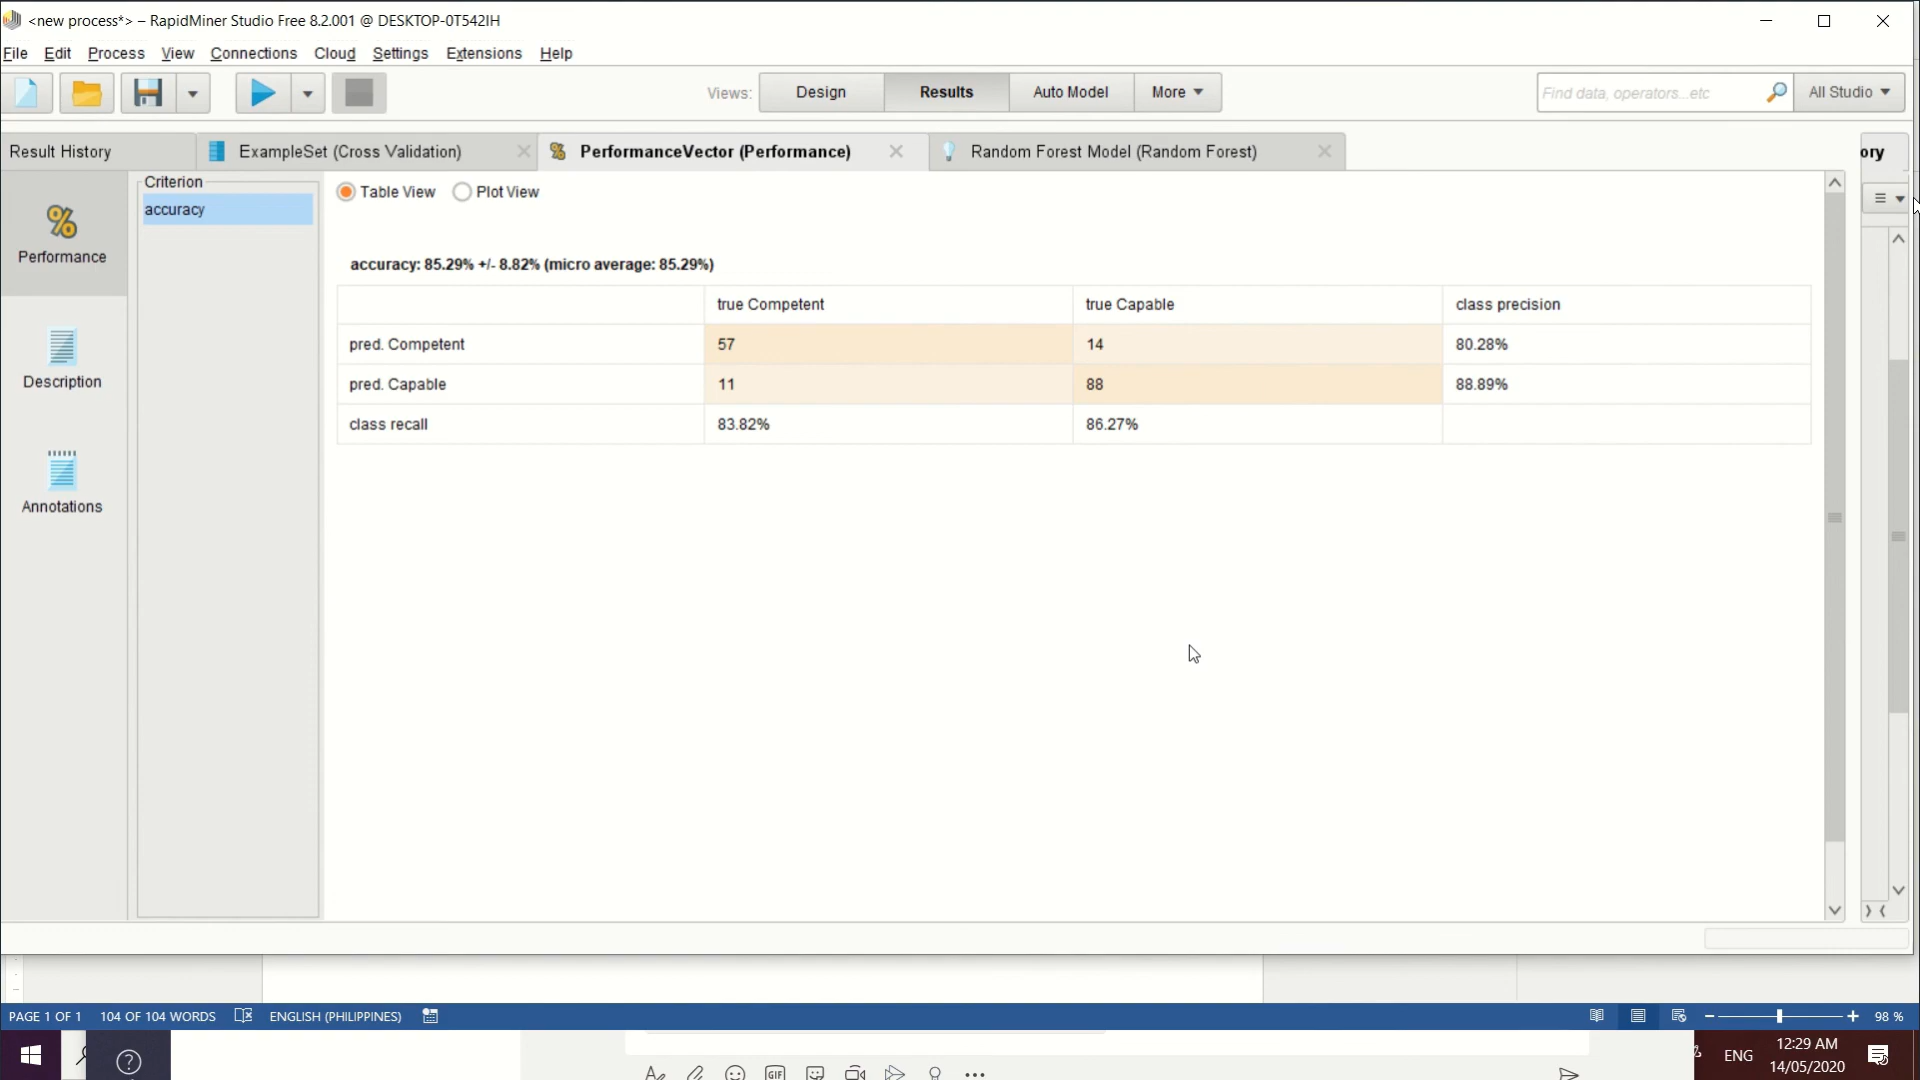 <new process*> – RapidMiner Studio Free 8.2.001 @ DESKTOP-0T542IH
File Edit Process View Connections Cloud Settings Extensions Help
Views: Design Results Auto Model More Find data, operators...etc All Studio
Result History ExampleSet (Cross Validation) PerformanceVector (Performance) Random Forest Model (Random Forest) ory
Criterion
accuracy
Performance
Description
Annotations
Table View Plot View
accuracy: 85.29% +/- 8.82% (micro average: 85.29%)
true Competent true Capable class precision
pred. Competent 57 14 80.28%
pred. Capable 11 88 88.89%
class recall 83.82% 86.27%
PAGE 1 OF 1 104 OF 104 WORDS ENGLISH (PHILIPPINES) 98 %
GIF
ENG 12:29 AM
14/05/2020